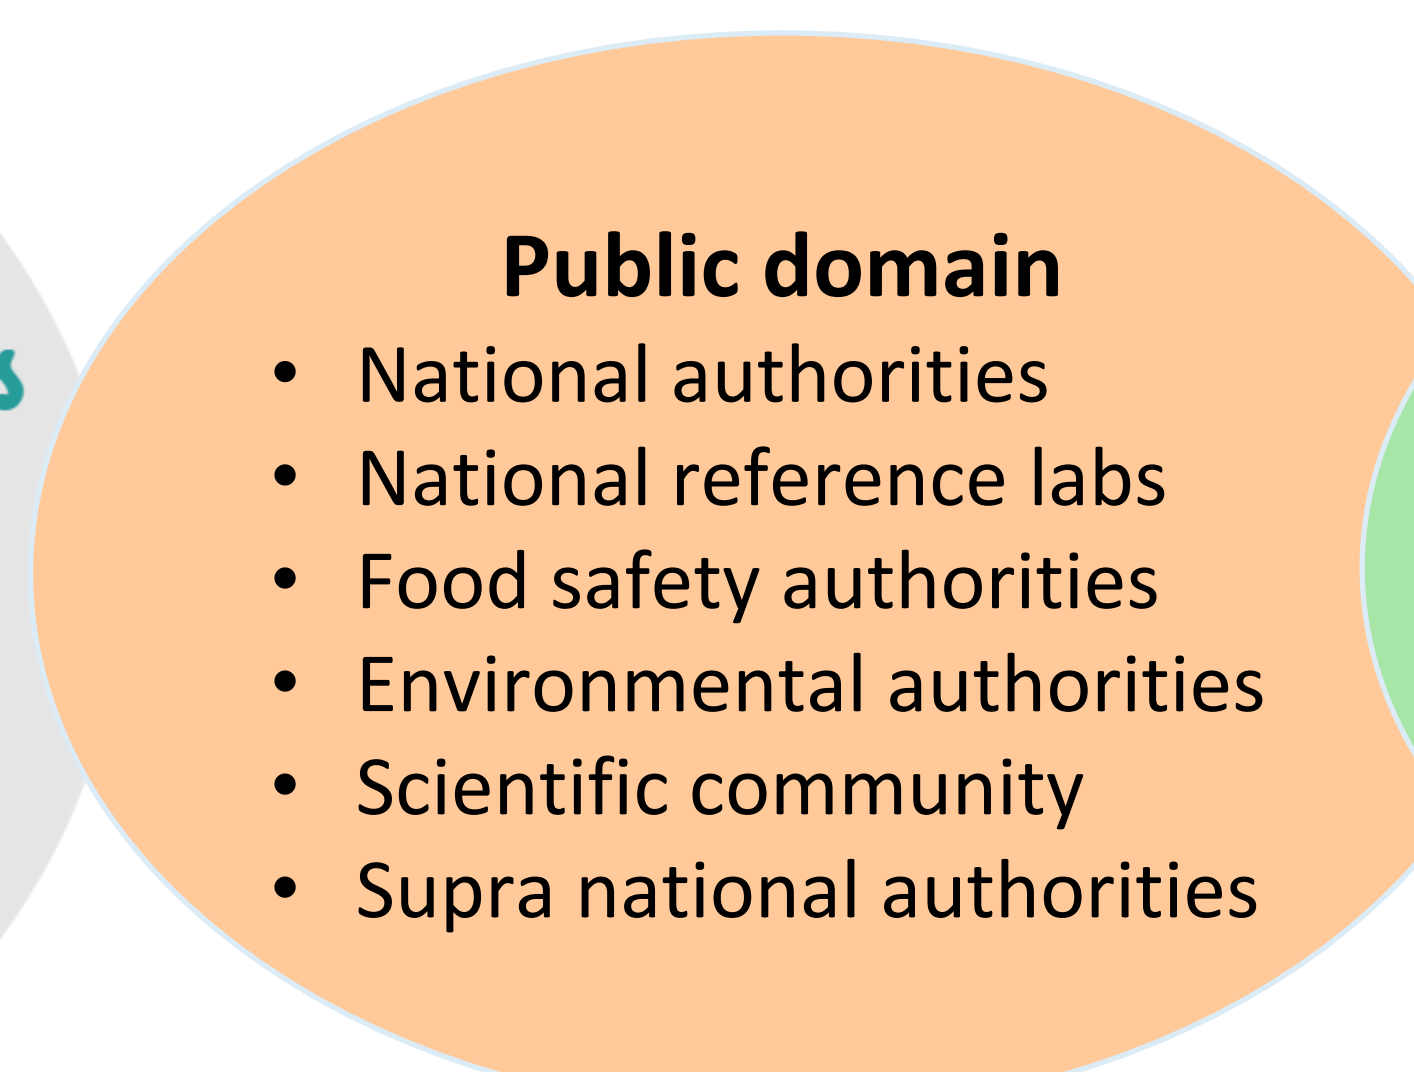 Public domain
• National authorities
• National reference labs
• Food safety authorities
• Environmental authorities
• Scientific community
• Supra national authorities